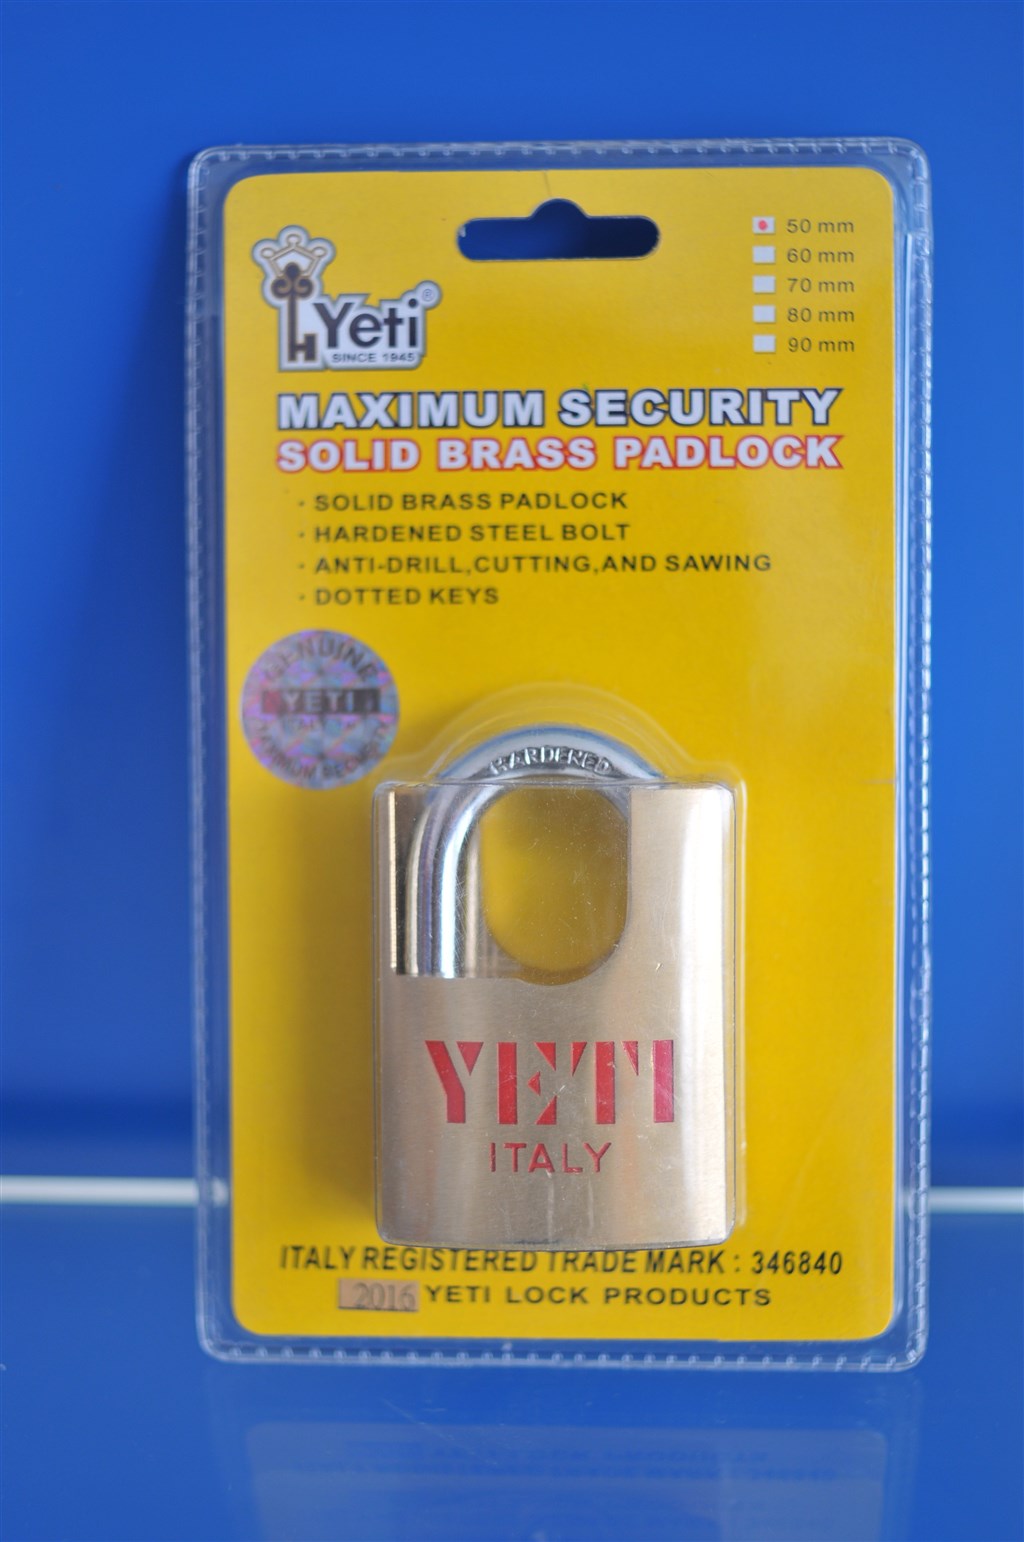 50 mm
60 mm
70 mm
80 mm
90 mm
Yeti®
SINCE 1945
MAXIMUM SECURITY
SOLID BRASS PADLOCK
· SOLID BRASS PADLOCK
· HARDENED STEEL BOLT
· ANTI-DRILL,CUTTING,AND SAWING
· DOTTED KEYS
GENUINE
YETI
HARDENED
YETI
ITALY
ITALY REGISTERED TRADE MARK : 346840
2016 YETI LOCK PRODUCTS